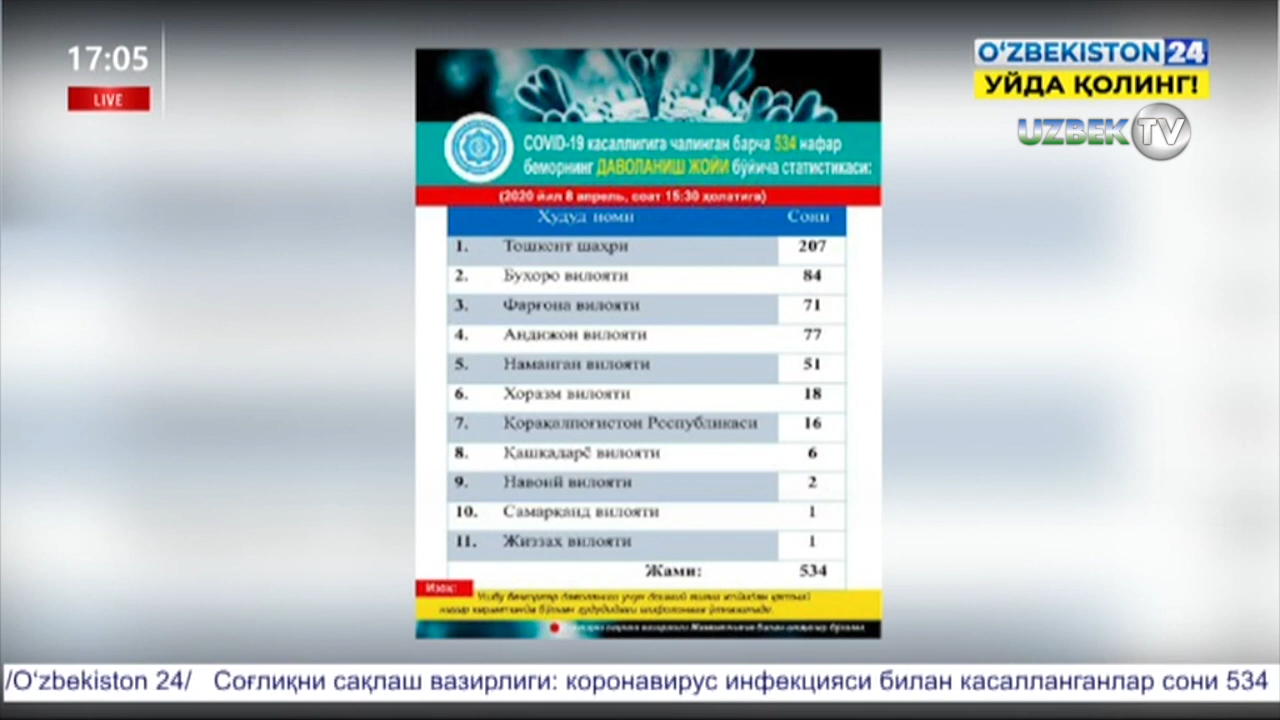 17:05
LIVE
O‘ZBEKISTON 24
УЙДА ҚОЛИНГ!
UZBEK TV
COVID-19 касаллигига чалинган барча 534 нафар
беморнинг ДАВОЛАНИШ ЖОЙИ бўйича статистикаси:
(2020 йил 8 апрель, соат 15:30 ҳолатига)
Ҳудуд номи Сони
1. Тошкент шаҳри 207
2. Бухоро вилояти 84
3. Фарғона вилояти 71
4. Андижон вилояти 77
5. Наманган вилояти 51
6. Хоразм вилояти 18
7. Қорақалпоғистон Республикаси 16
8. Қашқадарё вилояти 6
9. Навоий вилояти 2
10. Самарқанд вилояти 1
11. Жиззах вилояти 1
Жами: 534
Изоҳ:
/O‘zbekiston 24/ Соғлиқни сақлаш вазирлиги: коронавирус инфекцияси билан касалланганлар сони 534